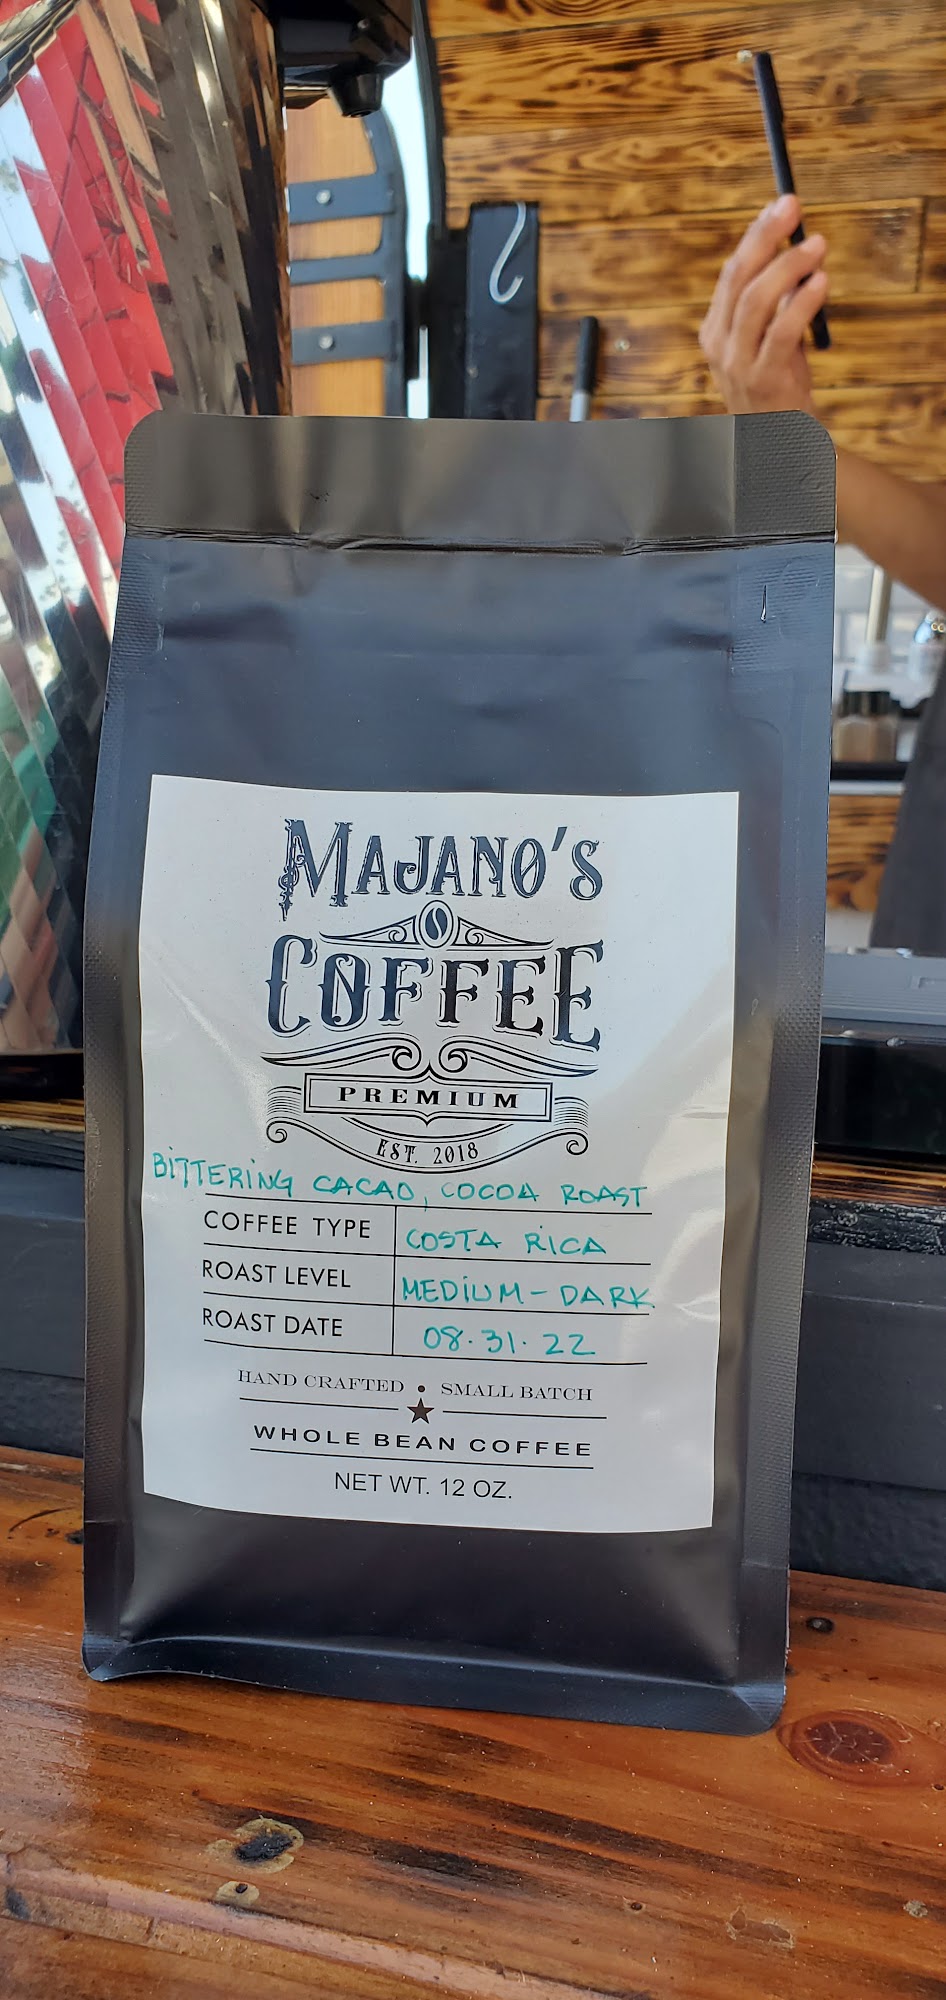 MAJANO'S
COFFEE
PREMIUM
EST. 2018
BITTERING CACAO, COCOA ROAST
COFFEE TYPE COSTA RICA
ROAST LEVEL MEDIUM - DARK
ROAST DATE 08.31.22
HAND CRAFTED • SMALL BATCH
WHOLE BEAN COFFEE
NET WT. 12 OZ.